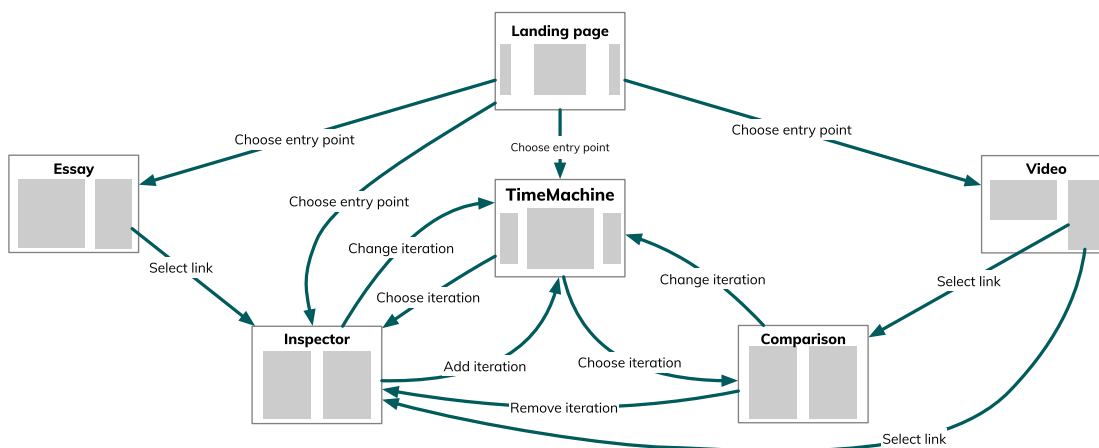 Landing page
Choose entry point
Choose entry point
Choose entry point
Essay
Video
TimeMachine
Choose entry point
Change iteration
Select link
Change iteration
Select link
Choose iteration
Inspector
Comparison
Add iteration
Choose iteration
Remove iteration
Select link